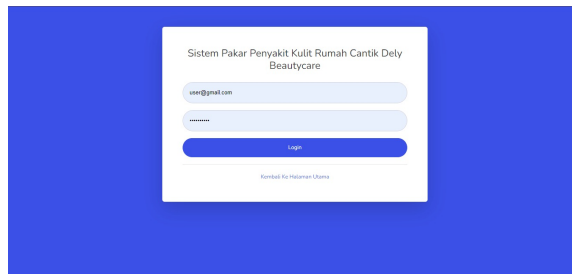 Sistem Pakar Penyakit Kulit Rumah Cantik Dely
Beautycare
user@gmail.com
••••••••••
Login
Kembali Ke Halaman Utama